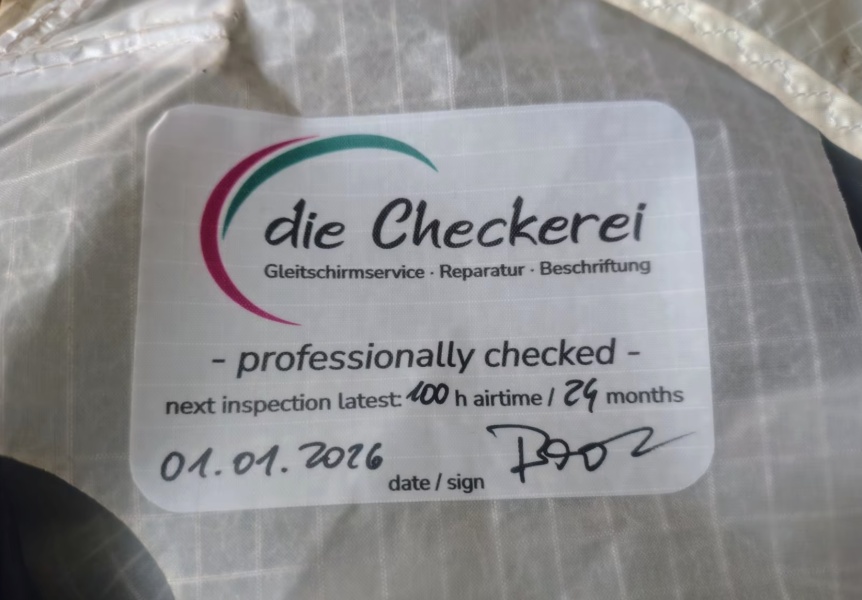 die Checkerei
Gleitschirmservice · Reparatur · Beschriftung
- professionally checked -
next inspection latest: 100 h airtime / 24 months
01.01.2026 date / sign